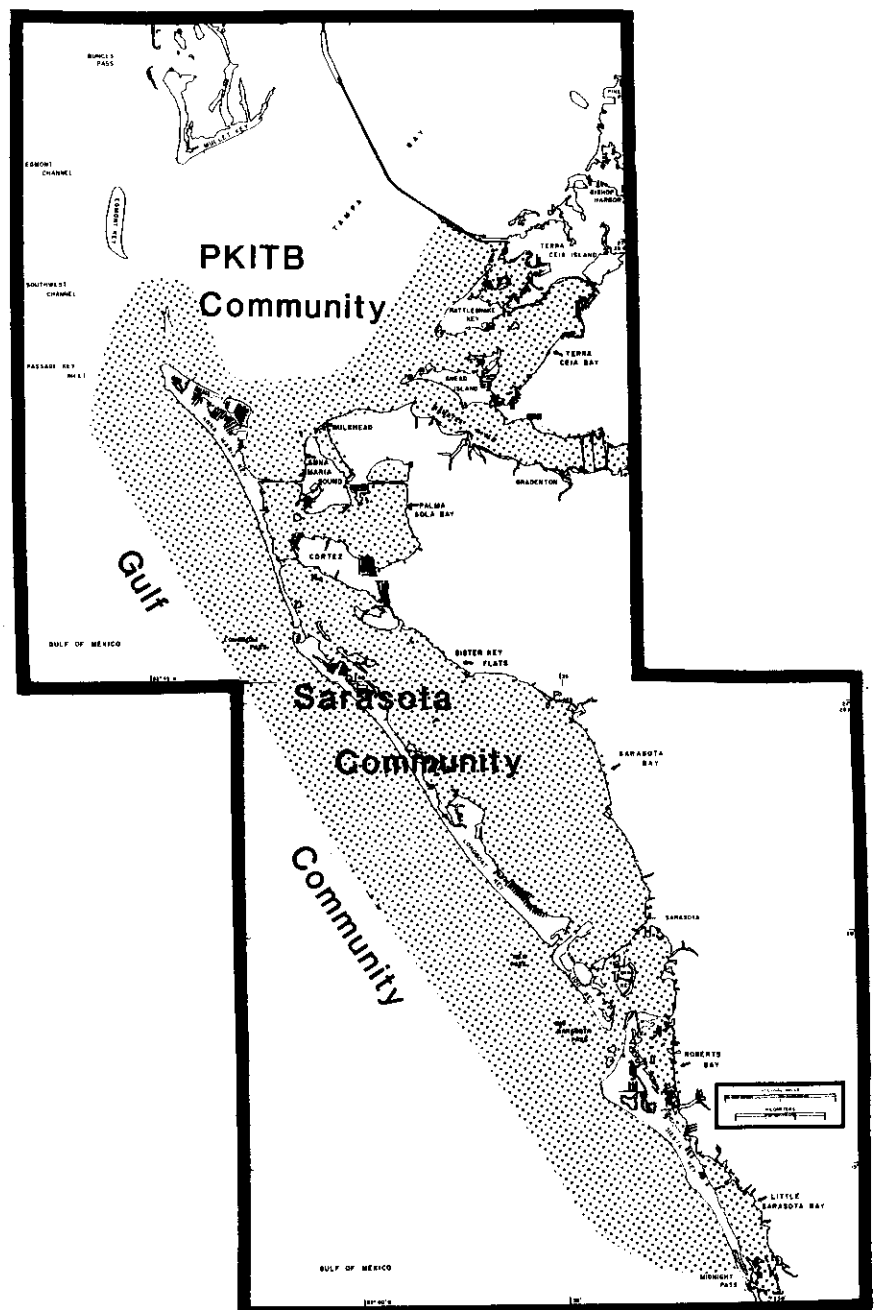 BUNCES
PASS
MULLET KEY
EGMONT
CHANNEL
EGMONT KEY
BAY
TAMPA
BISHOP
HARBOR
TERRA
CEIA ISLAND
PKITB
Community
SOUTHWEST
CHANNEL
RATTLESNAKE
KEY
TERRA
CEIA BAY
PASSAGE KEY
INLET
SNEAD
ISLAND
MANATEE RIVER
BULKHEAD
BRADENTON
ANNA
MARIA
SOUND
PALMA
SOLA BAY
CORTEZ
Gulf
GULF OF MEXICO
SISTER KEY
FLATS
Sarasota
Community
SARASOTA
BAY
Community
LONGBOAT KEY
SARASOTA
ROBERTS
BAY
LITTLE
SARASOTA BAY
GULF OF MEXICO
MIDNIGHT
PASS